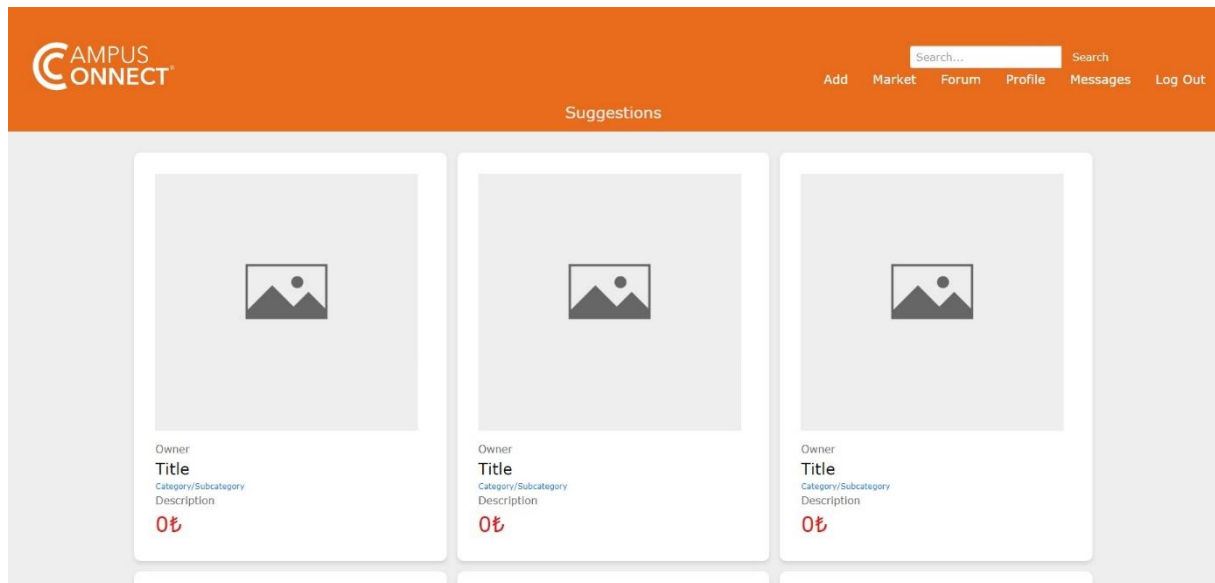 CAMPUS
CONNECT®
Search...
Search
Add Market Forum Profile Messages Log Out
Suggestions
Owner
Title
Category/Subcategory
Description
0₺
Owner
Title
Category/Subcategory
Description
0₺
Owner
Title
Category/Subcategory
Description
0₺